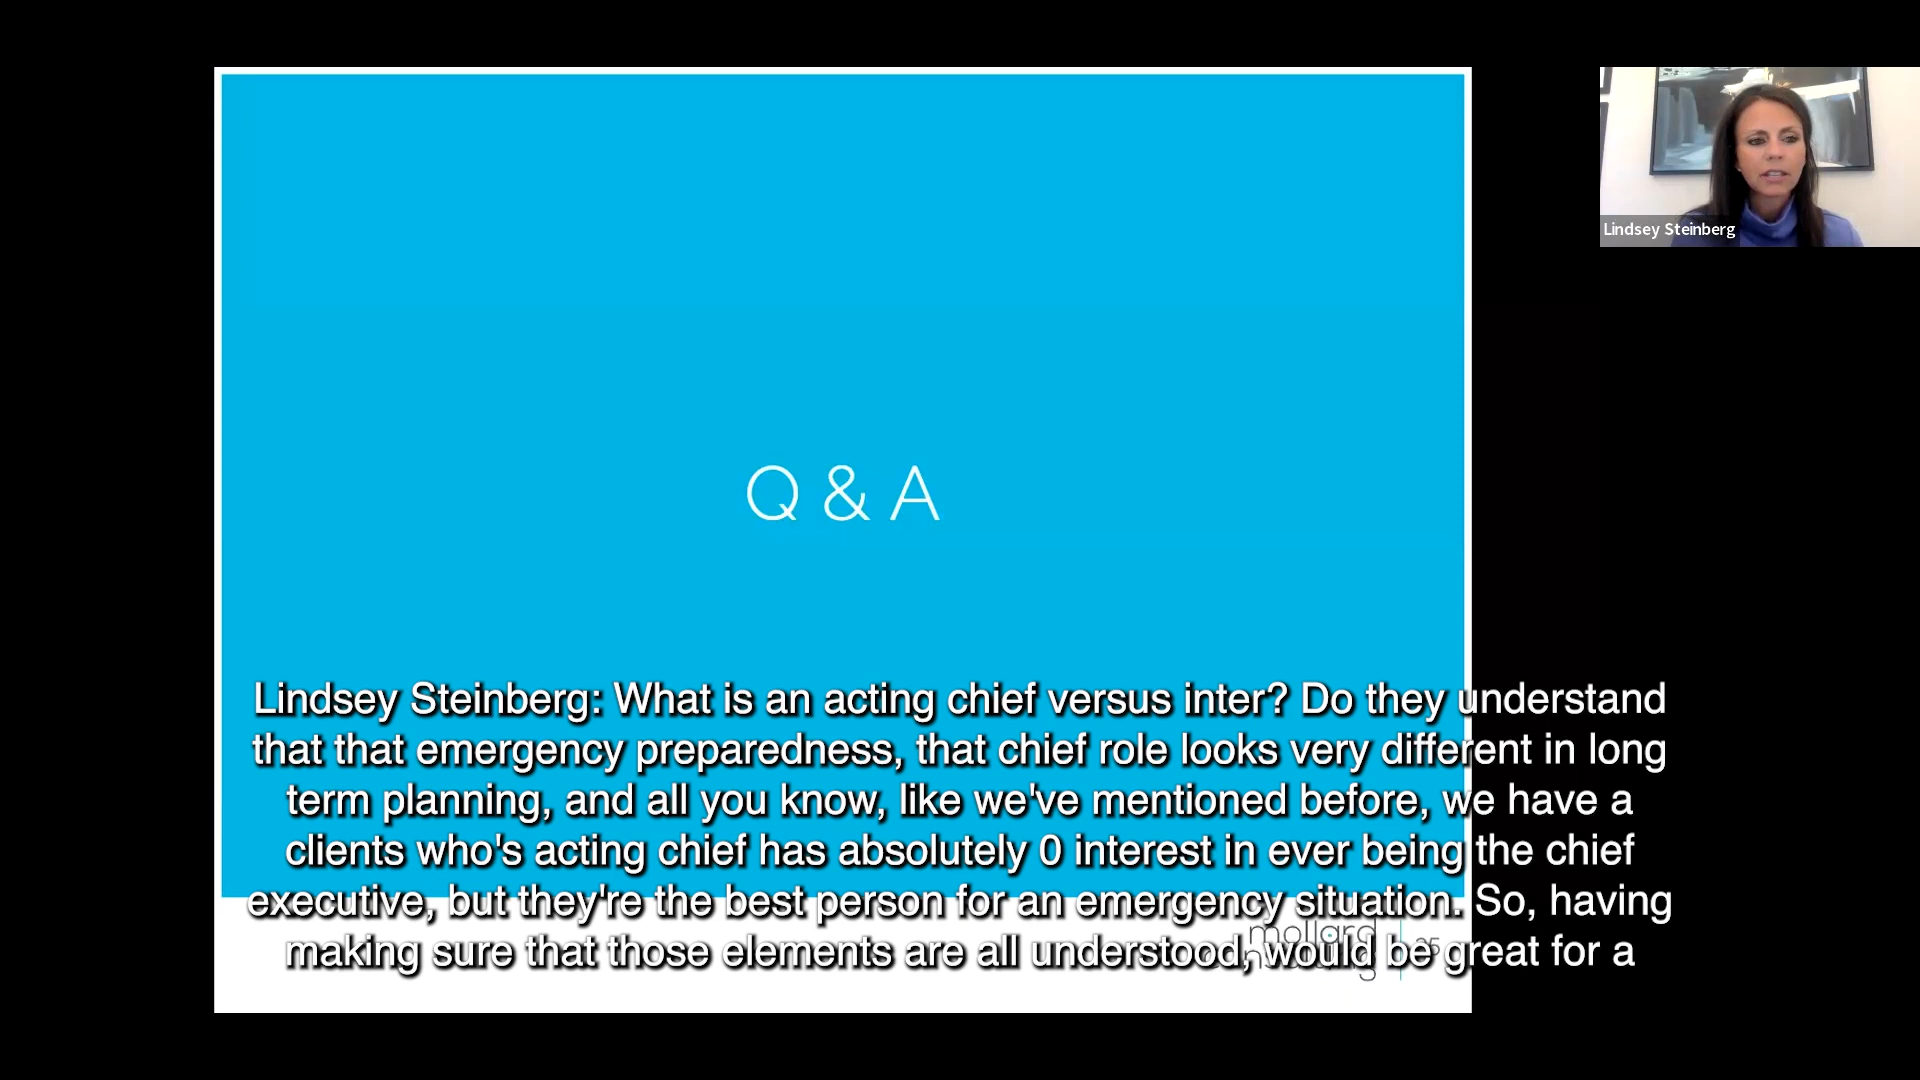 Lindsey Steinberg
Q & A
Lindsey Steinberg: What is an acting chief versus inter? Do they understand
that that emergency preparedness, that chief role looks very different in long
term planning, and all you know, like we've mentioned before, we have a
clients who's acting chief has absolutely 0 interest in ever being the chief
executive, but they're the best person for an emergency situation. So, having
making sure that those elements are all understood, would be great for a
mollard